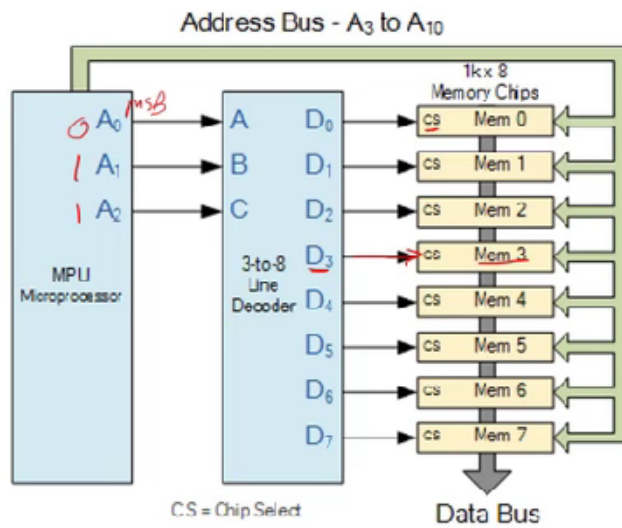 Address Bus - A₃ to A₁₀
1k x 8
Memory Chips
0 A₀ MSB
1 A₁
1 A₂
MPU
Microprocessor
A
B
C
3-to-8
Line
Decoder
D₀
D₁
D₂
D₃
D₄
D₅
D₆
D₇
CS Mem 0
CS Mem 1
CS Mem 2
CS Mem 3
CS Mem 4
CS Mem 5
CS Mem 6
CS Mem 7
CS = Chip Select
Data Bus